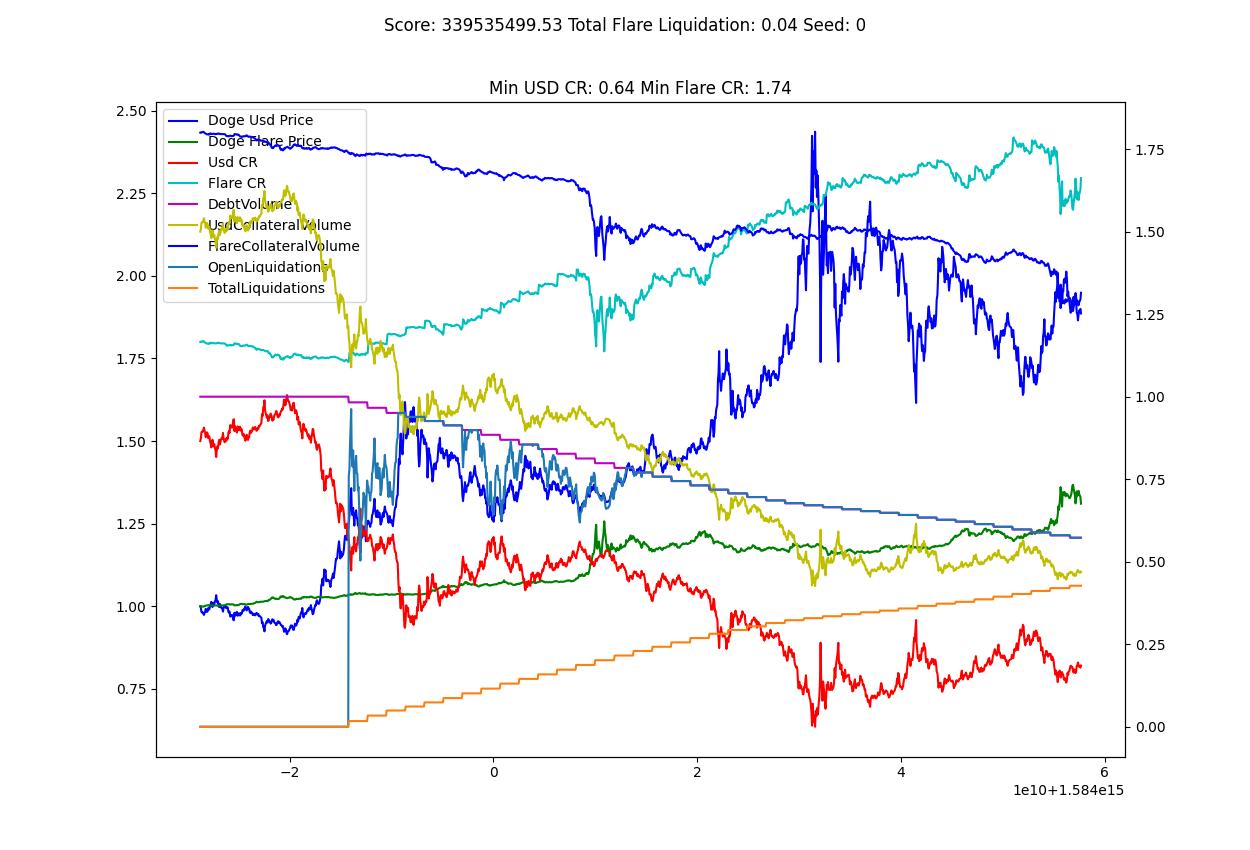 Score: 339535499.53 Total Flare Liquidation: 0.04 Seed: 0
Min USD CR: 0.64 Min Flare CR: 1.74
Doge Usd Price
Doge Flare Price
Usd CR
Flare CR
DebtVolume
UsdCollateralVolume
FlareCollateralVolume
OpenLiquidations
TotalLiquidations
2.50
2.25
2.00
1.75
1.50
1.25
1.00
0.75
1.75
1.50
1.25
1.00
0.75
0.50
0.25
0.00
−2
0
2
4
6
1e10+1.584e15